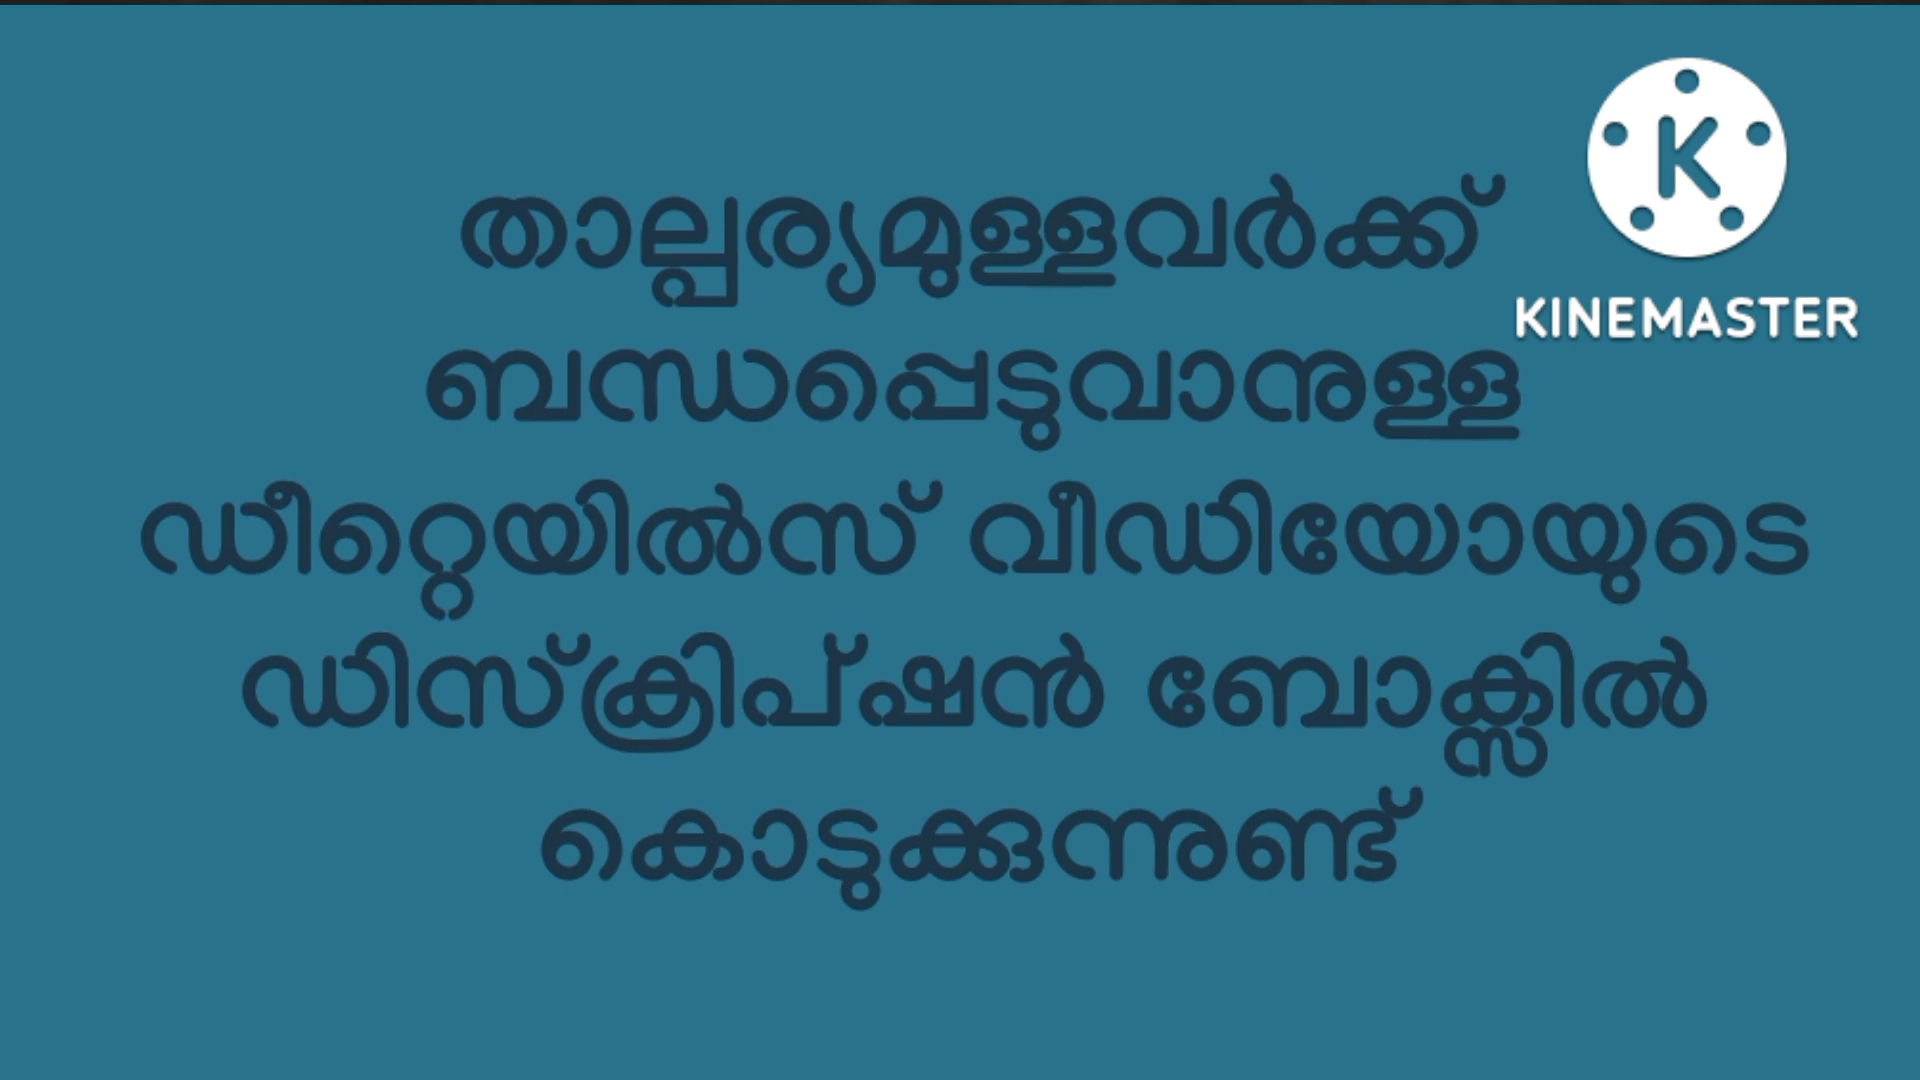 താല്പര്യമുള്ളവർക്ക്
KINEMASTER
ബന്ധപ്പെടുവാനുള്ള
ഡീറ്റെയിൽസ് വീഡിയോയുടെ
ഡിസ്ക്രിപ്ഷൻ ബോക്സിൽ
കൊടുക്കുന്നുണ്ട്